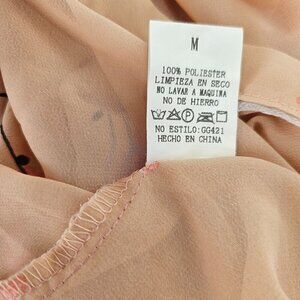 M
100% POLIESTER
LIMPIEZA EN SECO
NO LAVAR A MAQUINA
NO DE HIERRO
NO ESTILO:GG421
HECHO EN CHINA